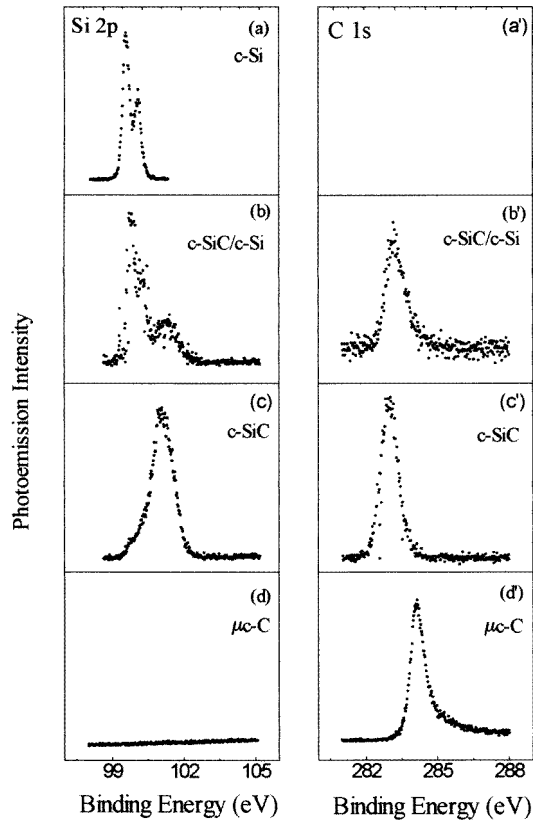 Si 2p
(a)
c-Si
C 1s
(a')
(b)
c-SiC/c-Si
(b')
c-SiC/c-Si
(c)
c-SiC
(c')
c-SiC
(d)
μc-C
(d')
μc-C
Photoemission Intensity
99 102 105
282 285 288
Binding Energy (eV)
Binding Energy (eV)